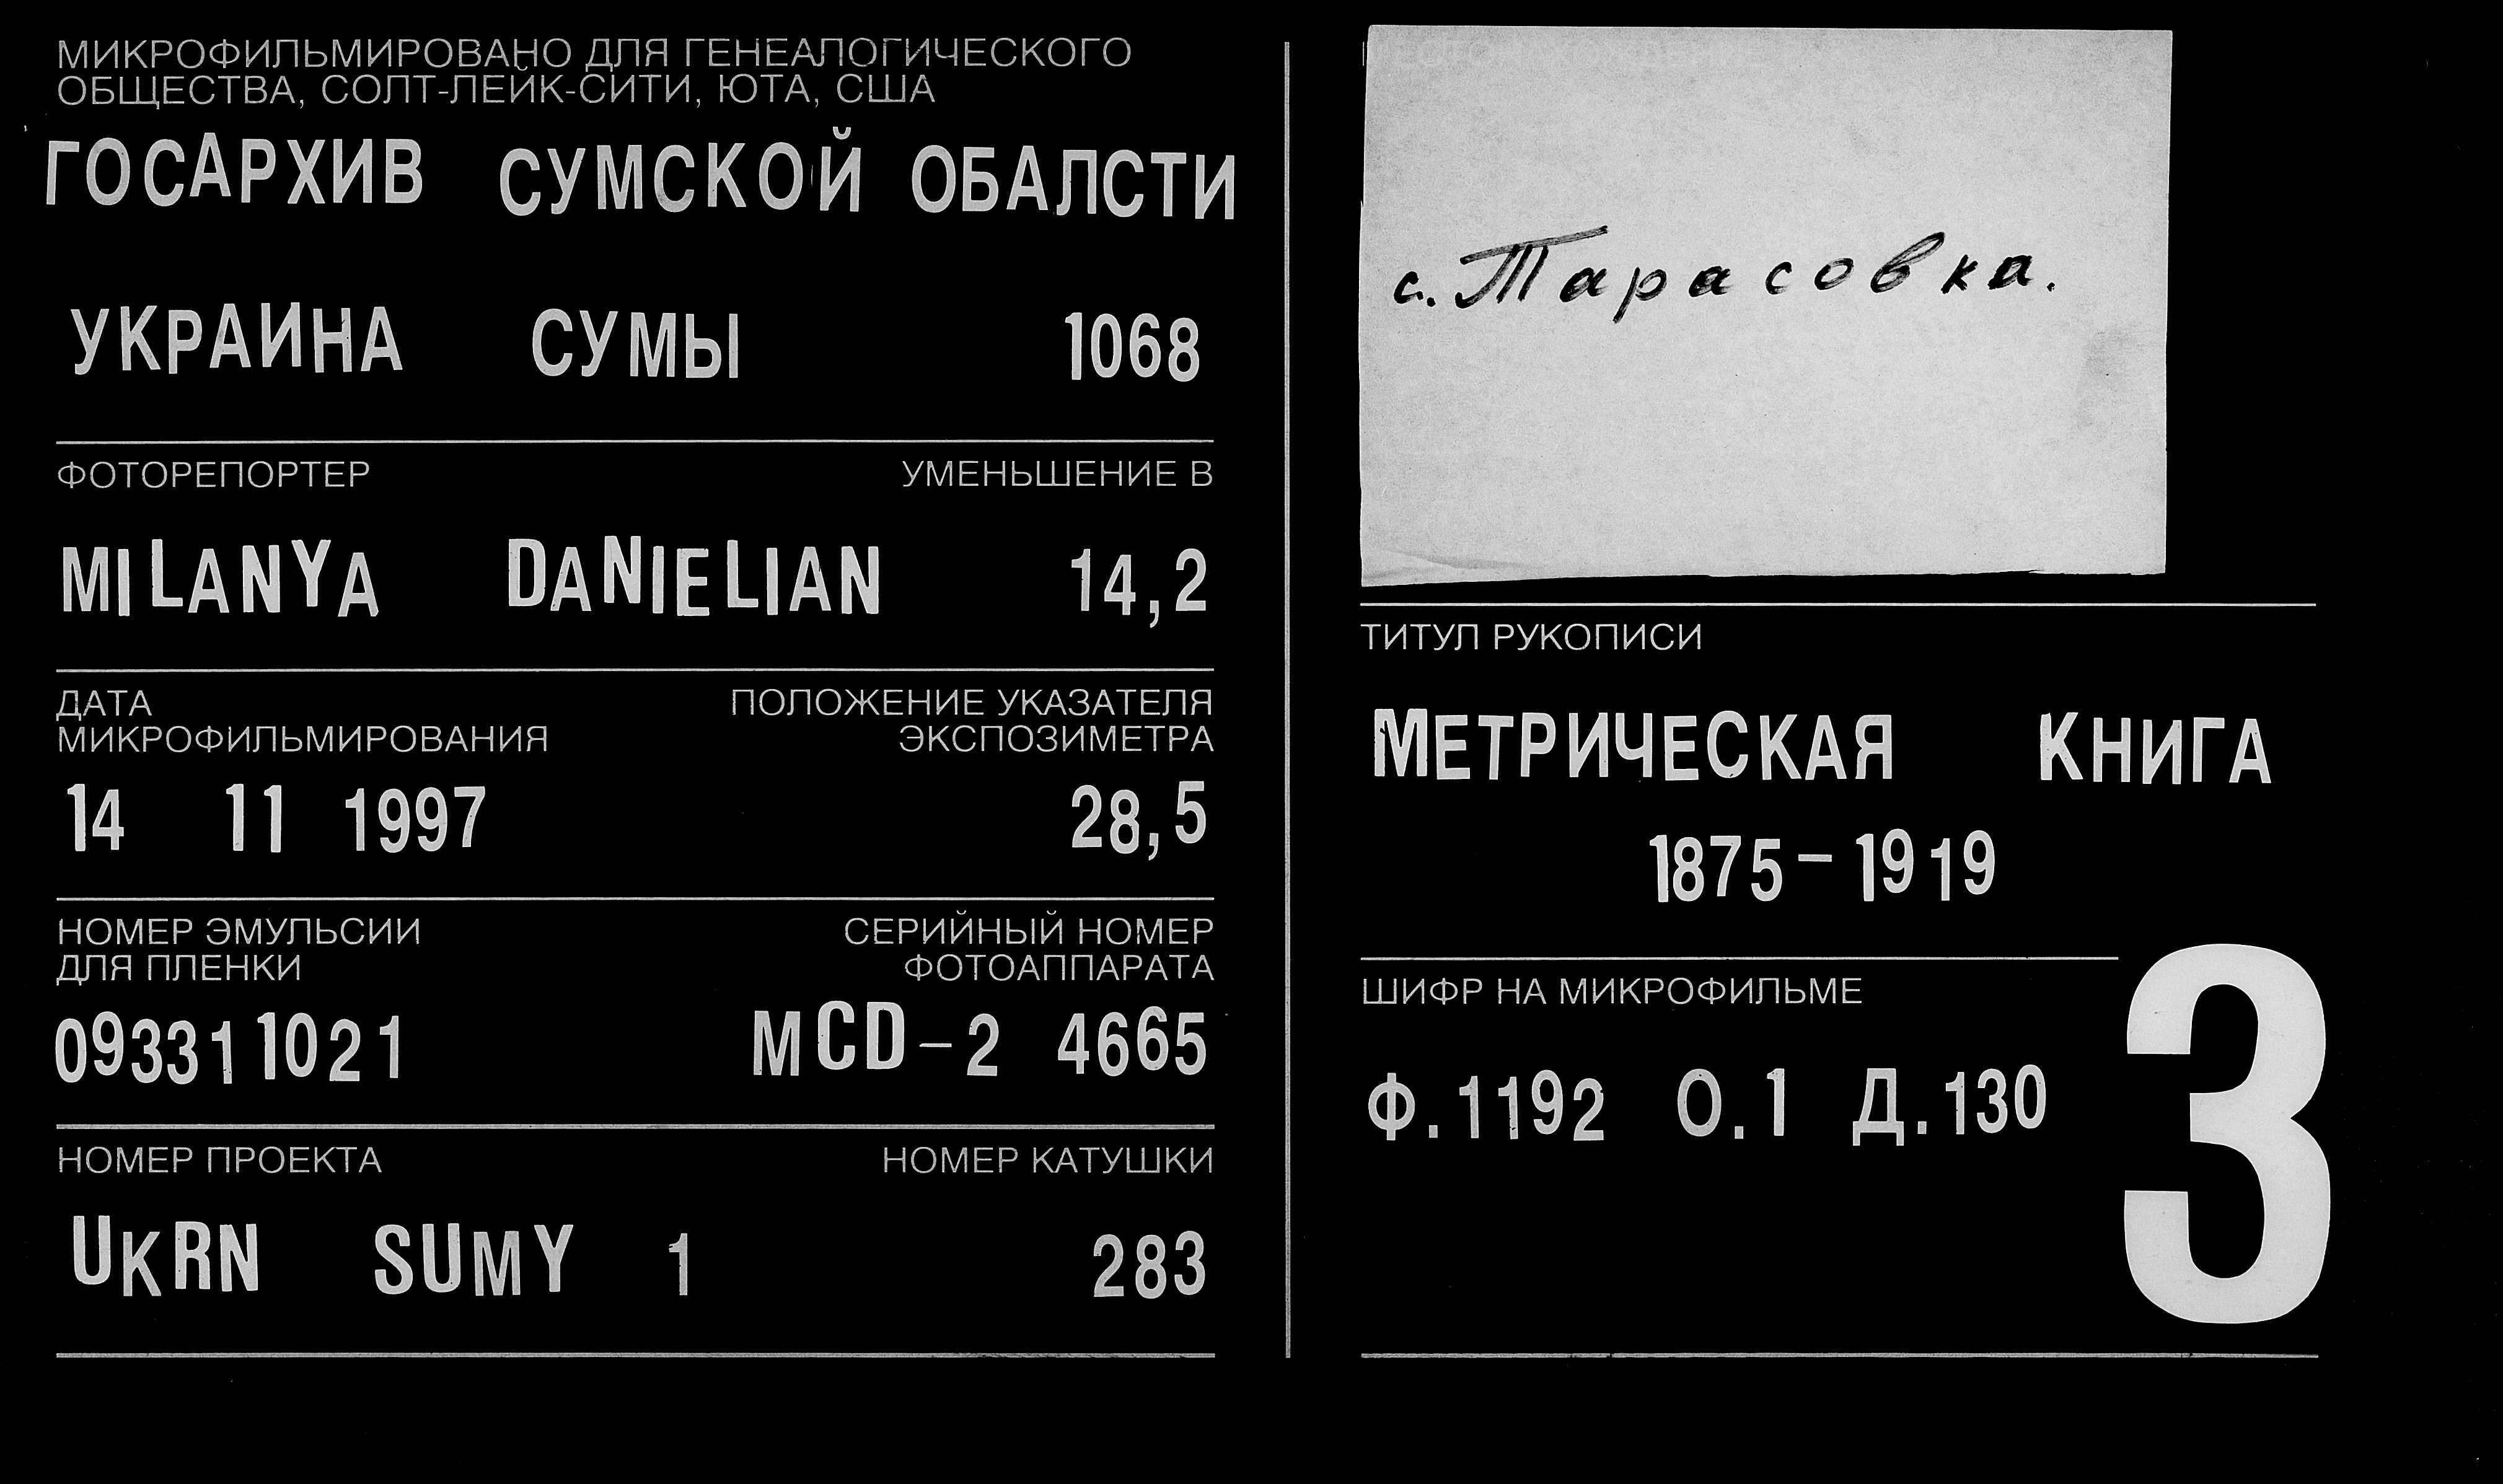 МИКРОФИЛЬМИРОВАНО ДЛЯ ГЕНЕАЛОГИЧЕСКОГО
ОБЩЕСТВА, СОЛТ-ЛЕЙК-СИТИ, ЮТА, США
ГОСАРХИВ СУМСКОЙ ОБАЛСТИ
УКРАИНА СУМЫ 1068
ФОТОРЕПОРТЕР УМЕНЬШЕНИЕ В
MILANYA DANIELIAN 14,2
ДАТА ПОЛОЖЕНИЕ УКАЗАТЕЛЯ
МИКРОФИЛЬМИРОВАНИЯ ЭКСПОЗИМЕТРА
14 11 1997 28,5
НОМЕР ЭМУЛЬСИИ СЕРИЙНЫЙ НОМЕР
ДЛЯ ПЛЕНКИ ФОТОАППАРАТА
093311021 MCD-2 4665
НОМЕР ПРОЕКТА НОМЕР КАТУШКИ
UKRN SUMY 1 283
с. Тарасовка.
ТИТУЛ РУКОПИСИ
МЕТРИЧЕСКАЯ КНИГА
1875-1919
ШИФР НА МИКРОФИЛЬМЕ
Ф.1192 О.1 Д.130
3